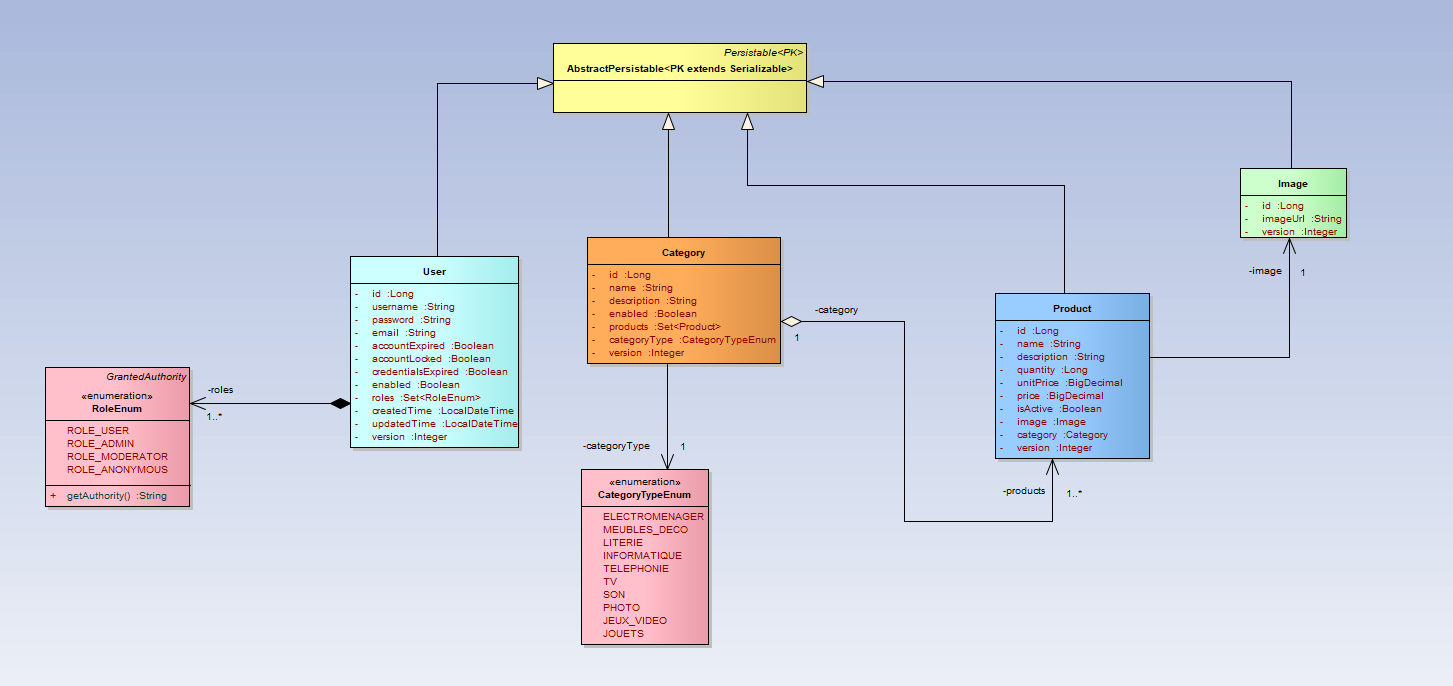 Persistable<PK>
AbstractPersistable<PK extends Serializable>
Image
- id :Long
- imageUrl :String
- version :Integer
-image 1
Category
- id :Long
- name :String
- description :String
- enabled :Boolean
- products :Set<Product>
- categoryType :CategoryTypeEnum
- version :Integer
-category
1
User
- id :Long
- username :String
- password :String
- email :String
- accountExpired :Boolean
- accountLocked :Boolean
- credentialsExpired :Boolean
- enabled :Boolean
- roles :Set<RoleEnum>
- createdTime :LocalDateTime
- updatedTime :LocalDateTime
- version :Integer
Product
- id :Long
- name :String
- description :String
- quantity :Long
- unitPrice :BigDecimal
- price :BigDecimal
- isActive :Boolean
- image :Image
- category :Category
- version :Integer
-products 1..*
GrantedAuthority
«enumeration»
RoleEnum
ROLE_USER
ROLE_ADMIN
ROLE_MODERATOR
ROLE_ANONYMOUS
+ getAuthority() :String
-roles
1..*
-categoryType 1
«enumeration»
CategoryTypeEnum
ELECTROMENAGER
MEUBLES_DECO
LITERIE
INFORMATIQUE
TELEPHONIE
TV
SON
PHOTO
JEUX_VIDEO
JOUETS